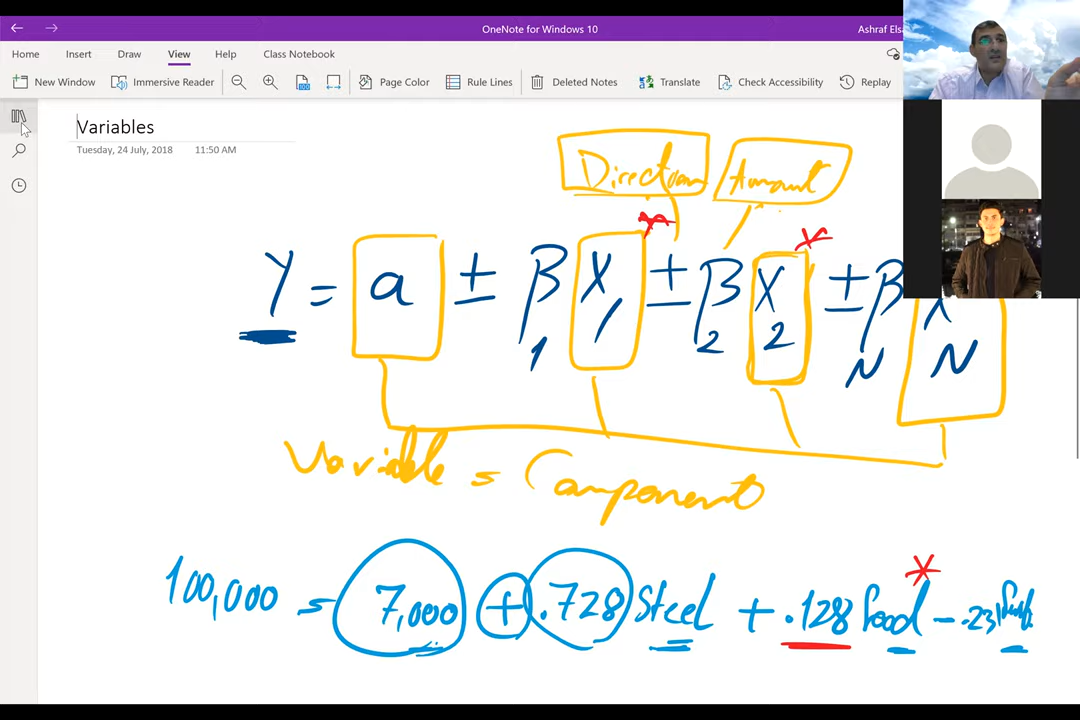 OneNote for Windows 10
Ashraf
Home Insert Draw View Help Class Notebook
New Window Immersive Reader Page Color Rule Lines Deleted Notes Translate Check Accessibility Replay
Variables
Tuesday, 24 July, 2018 11:50 AM
Direction Amount
Y = a ± β1 X1 ± β2 X2 ± βN XN
Variable = Component
100,000 = 7,000 + .728 Steel + .128 Food - .231